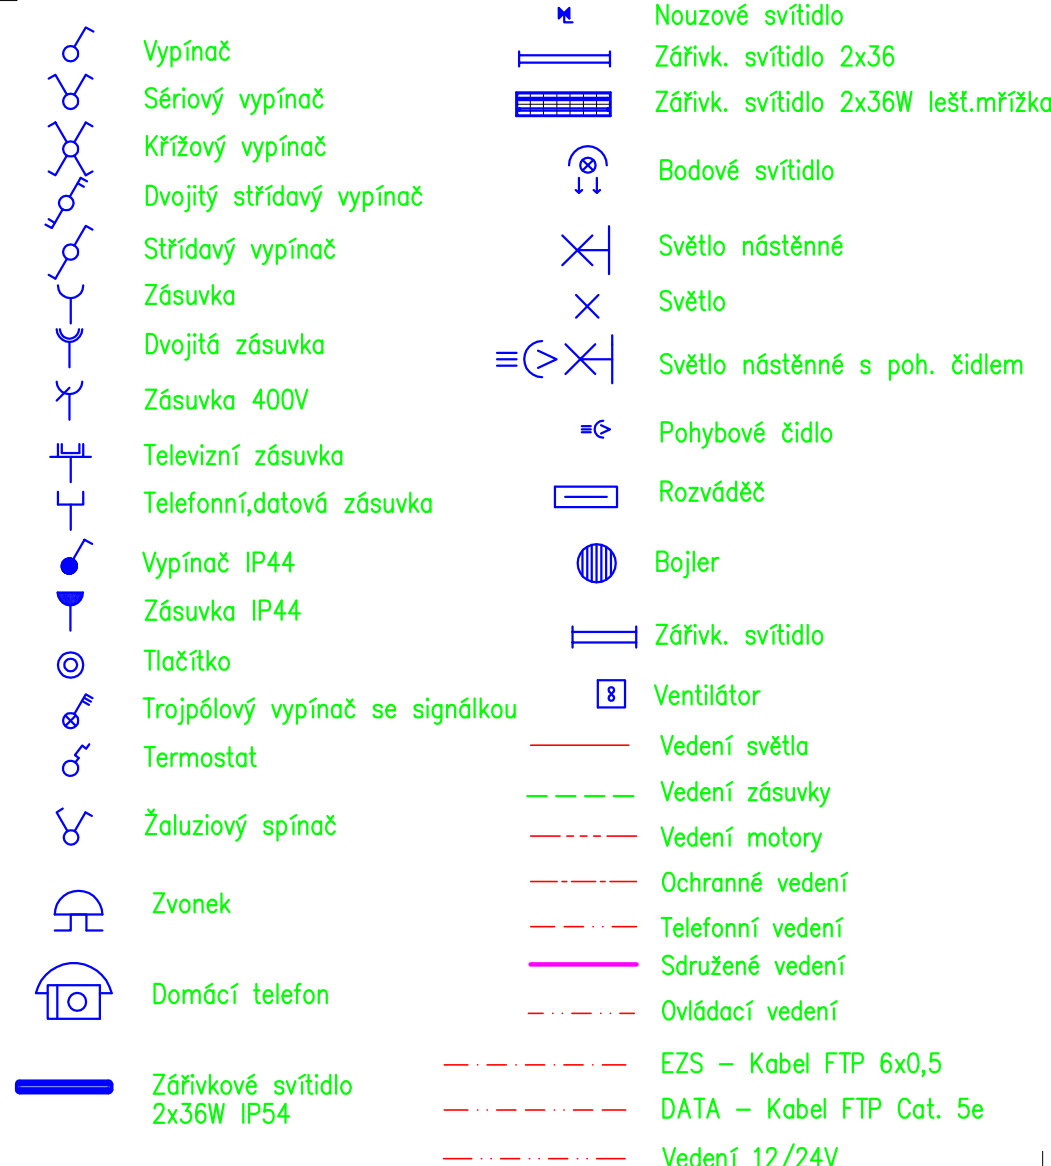 Vypínač
Sériový vypínač
Křížový vypínač
Dvojitý střídavý vypínač
Střídavý vypínač
Zásuvka
Dvojitá zásuvka
Zásuvka 400V
Televizní zásuvka
Telefonní,datová zásuvka
Vypínač IP44
Zásuvka IP44
Tlačítko
Trojpólový vypínač se signálkou
Termostat
Žaluziový spínač
Zvonek
Domácí telefon
Zářivkové svítidlo
2x36W IP54
Nouzové svítidlo
Zářivk. svítidlo 2x36
Zářivk. svítidlo 2x36W lešť.mřížka
Bodové svítidlo
Světlo nástěnné
Světlo
Světlo nástěnné s poh. čidlem
Pohybové čidlo
Rozváděč
Bojler
Zářivk. svítidlo
Ventilátor
Vedení světla
Vedení zásuvky
Vedení motory
Ochranné vedení
Telefonní vedení
Sdružené vedení
Ovládací vedení
EZS – Kabel FTP 6x0,5
DATA – Kabel FTP Cat. 5e
Vedení 12/24V